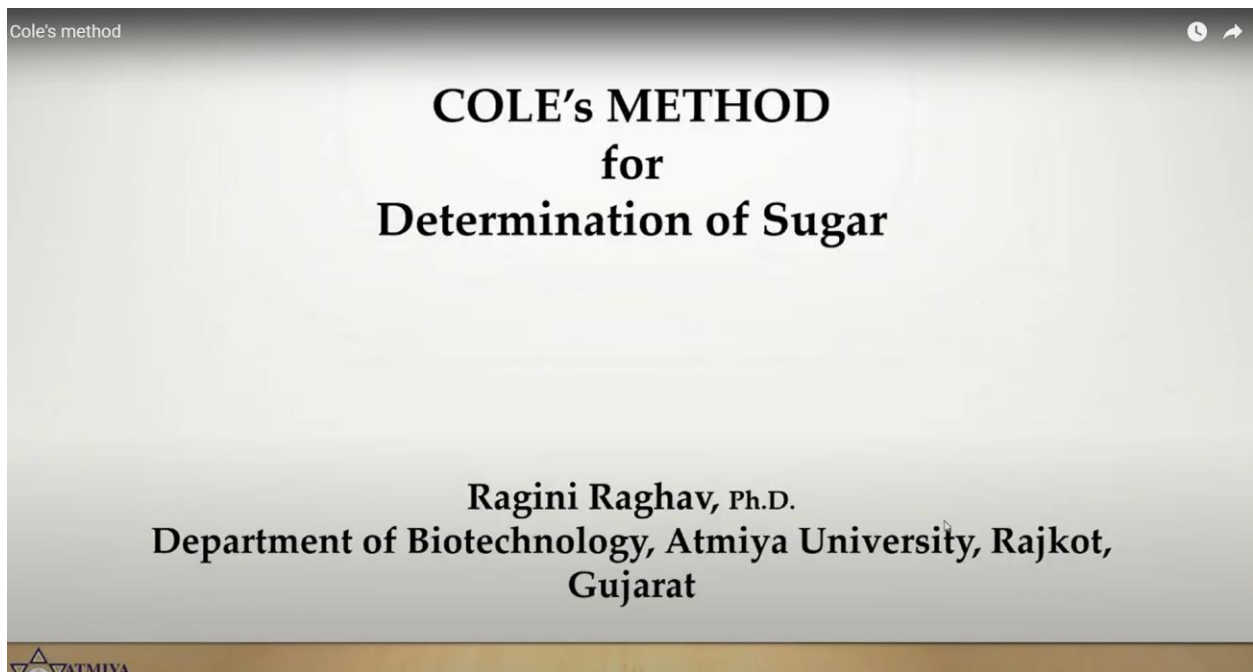 Cole's method
COLE's METHOD
for
Determination of Sugar
Ragini Raghav, Ph.D.
Department of Biotechnology, Atmiya University, Rajkot,
Gujarat
ATMIYA